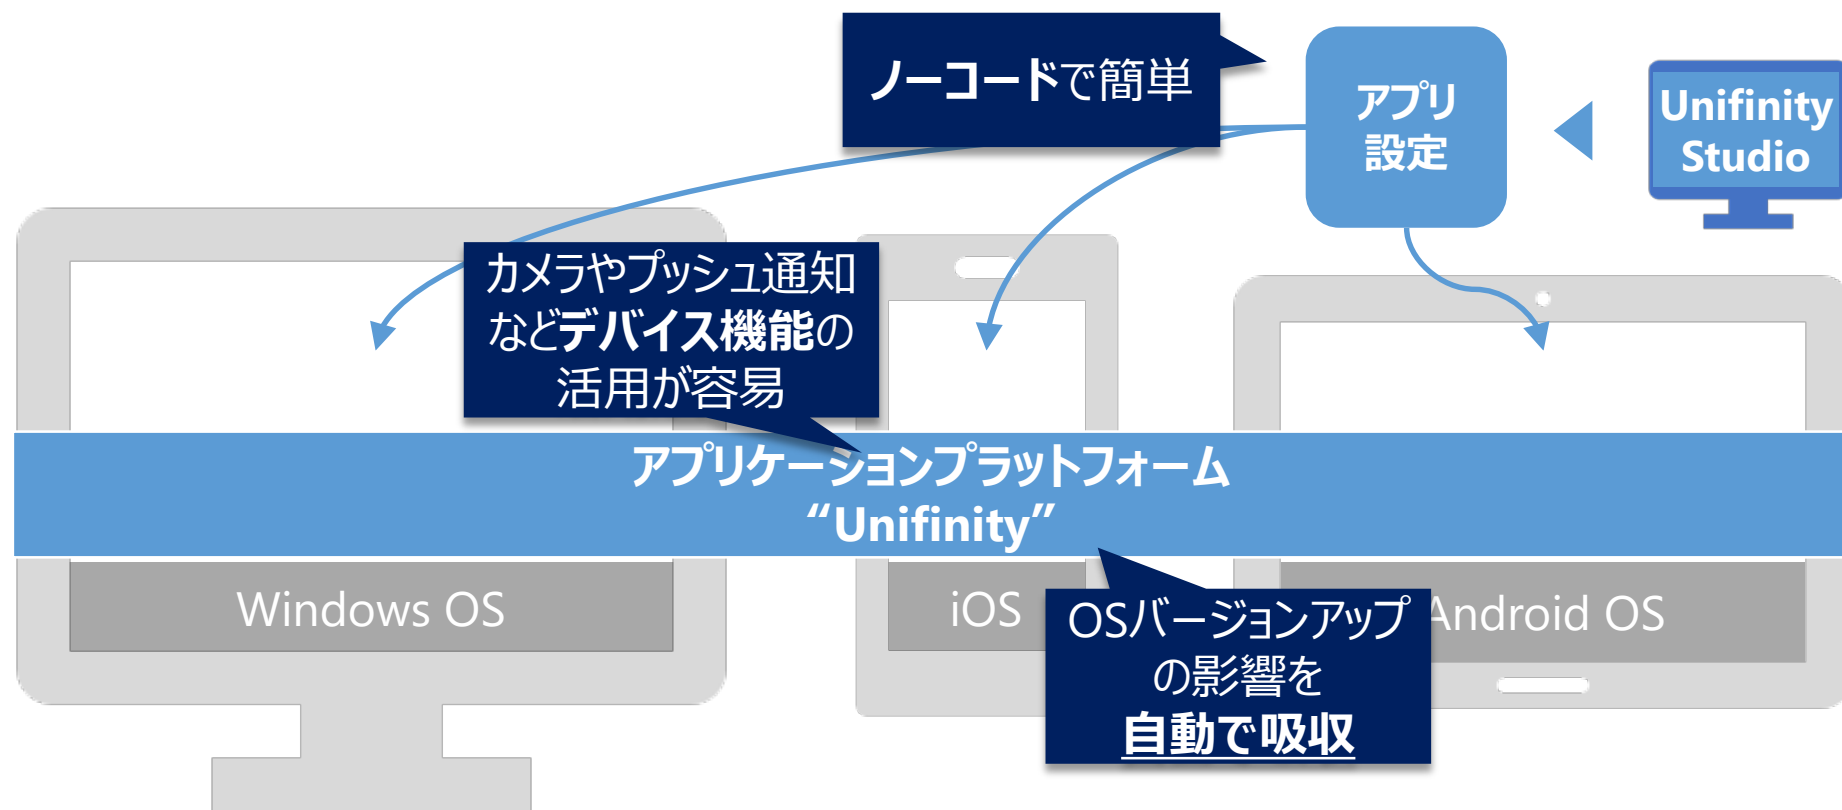 ノーコードで簡単
アプリ
設定
Unifinity
Studio
カメラやプッシュ通知
などデバイス機能の
活用が容易
アプリケーションプラットフォーム
“Unifinity”
Windows OS
iOS
Android OS
OSバージョンアップ
の影響を
自動で吸収